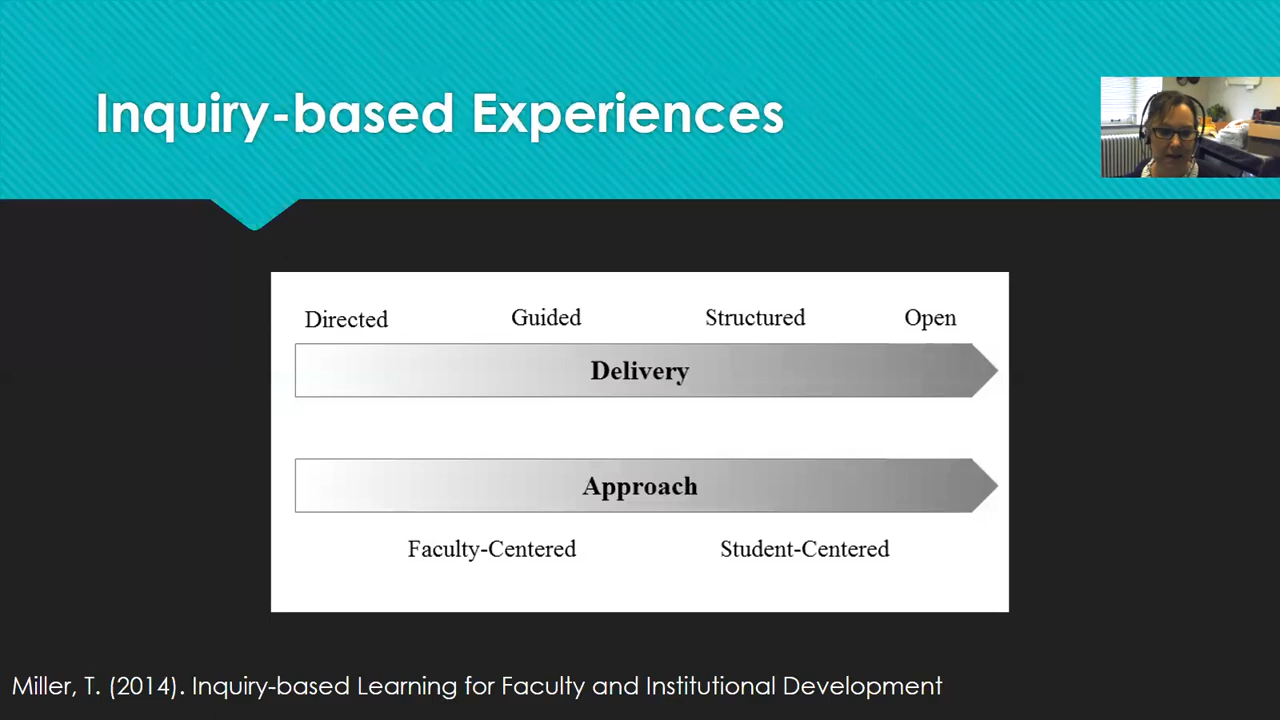 Inquiry-based Experiences
Directed Guided Structured Open
Delivery
Approach
Faculty-Centered Student-Centered
Miller, T. (2014). Inquiry-based Learning for Faculty and Institutional Development